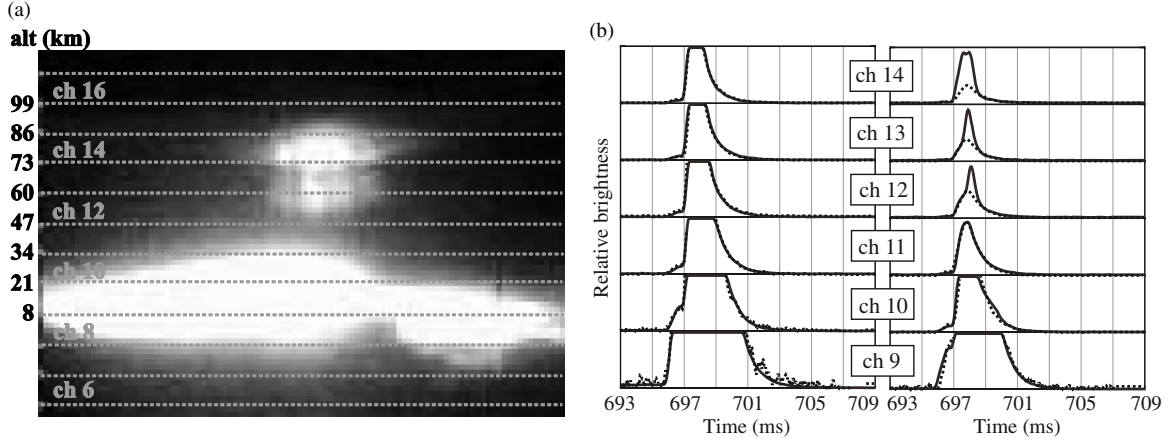 (a)
alt (km)
ch 16
99
86
ch 14
73
60
ch 12
47
34
ch 10
21
8
ch 8
ch 6
(b)
Relative brightness
ch 14
ch 13
ch 12
ch 11
ch 10
ch 9
693 697 701 705 709
693 697 701 705 709
Time (ms)
Time (ms)